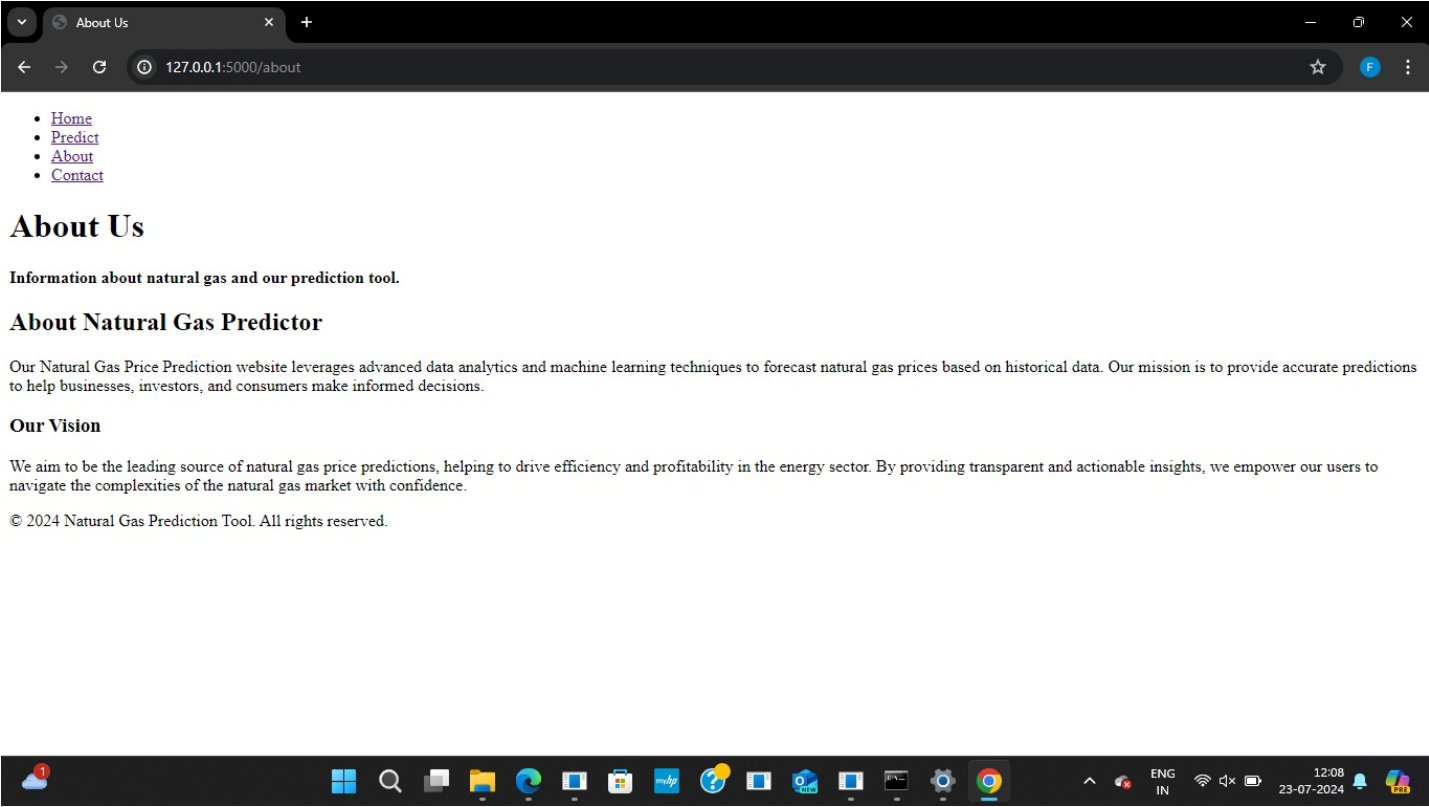 About Us
127.0.0.1:5000/about
F
Home
Predict
About
Contact
About Us
Information about natural gas and our prediction tool.
About Natural Gas Predictor
Our Natural Gas Price Prediction website leverages advanced data analytics and machine learning techniques to forecast natural gas prices based on historical data. Our mission is to provide accurate predictions
to help businesses, investors, and consumers make informed decisions.
Our Vision
We aim to be the leading source of natural gas price predictions, helping to drive efficiency and profitability in the energy sector. By providing transparent and actionable insights, we empower our users to
navigate the complexities of the natural gas market with confidence.
© 2024 Natural Gas Prediction Tool. All rights reserved.
1
myhp
NEW
ENG
IN
12:08
23-07-2024
PRE